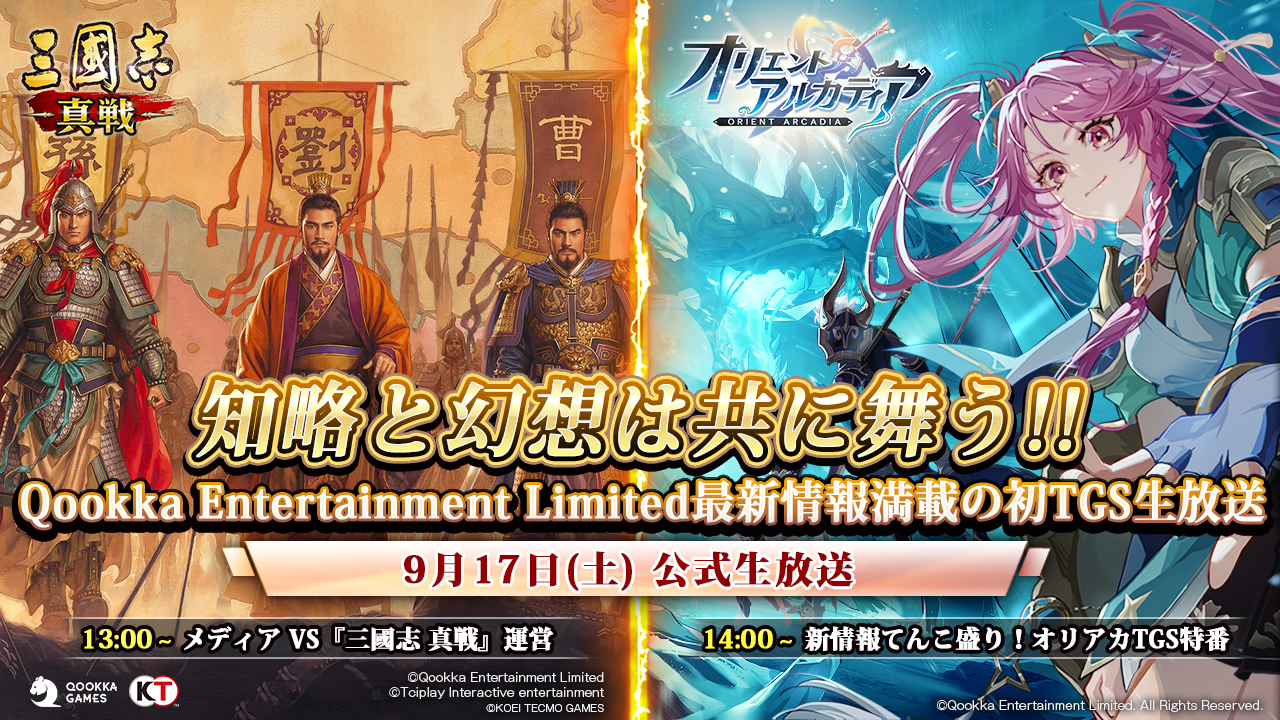 三國志
真戦
孫
劉
曹
オリエント
アルカディア
ORIENT ARCADIA
知略と幻想は共に舞う!!
Qookka Entertainment Limited最新情報満載の初TGS生放送
9月17日(土) 公式生放送
13:00~ メディア VS『三國志 真戦』運営
14:00~ 新情報てんこ盛り！オリアカTGS特番
QOOKKA GAMES
KT
TM
©Qookka Entertainment Limited
©Tciplay Interactive entertainment
©KOEI TECMO GAMES
©Qookka Entertainment Limited. All Rights Reserved.